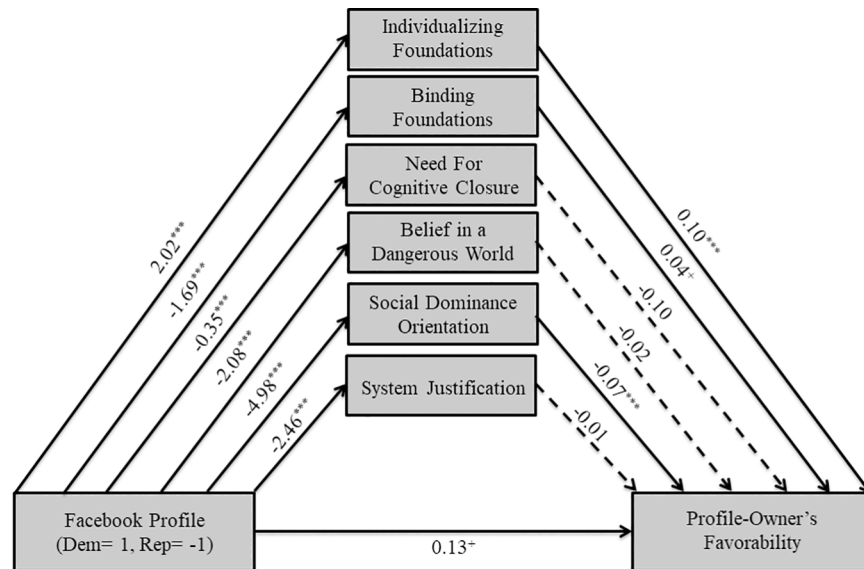 Individualizing
Foundations
Binding
Foundations
Need For
Cognitive Closure
Belief in a
Dangerous World
Social Dominance
Orientation
System Justification
2.02***
-1.69***
-0.35***
-2.08***
-4.98***
-2.46***
0.10***
0.04+
-0.10
-0.02
-0.07***
-0.01
Facebook Profile
(Dem= 1, Rep= -1)
0.13+
Profile-Owner's
Favorability